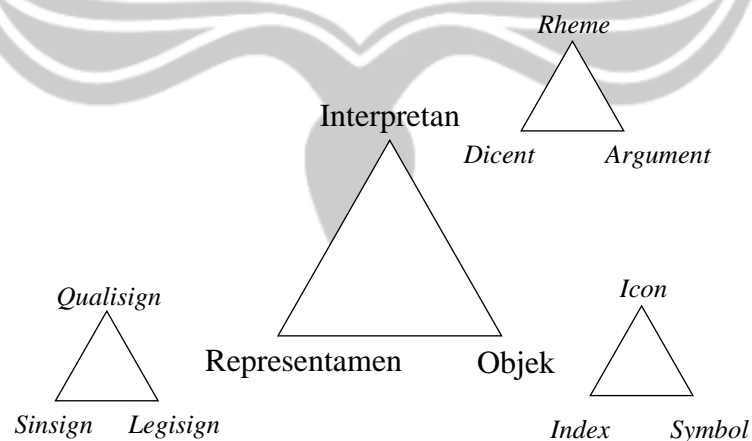 Rheme
Interpretan
Dicent Argument
Qualisign
Icon
Representamen Objek
Sinsign Legisign
Index Symbol